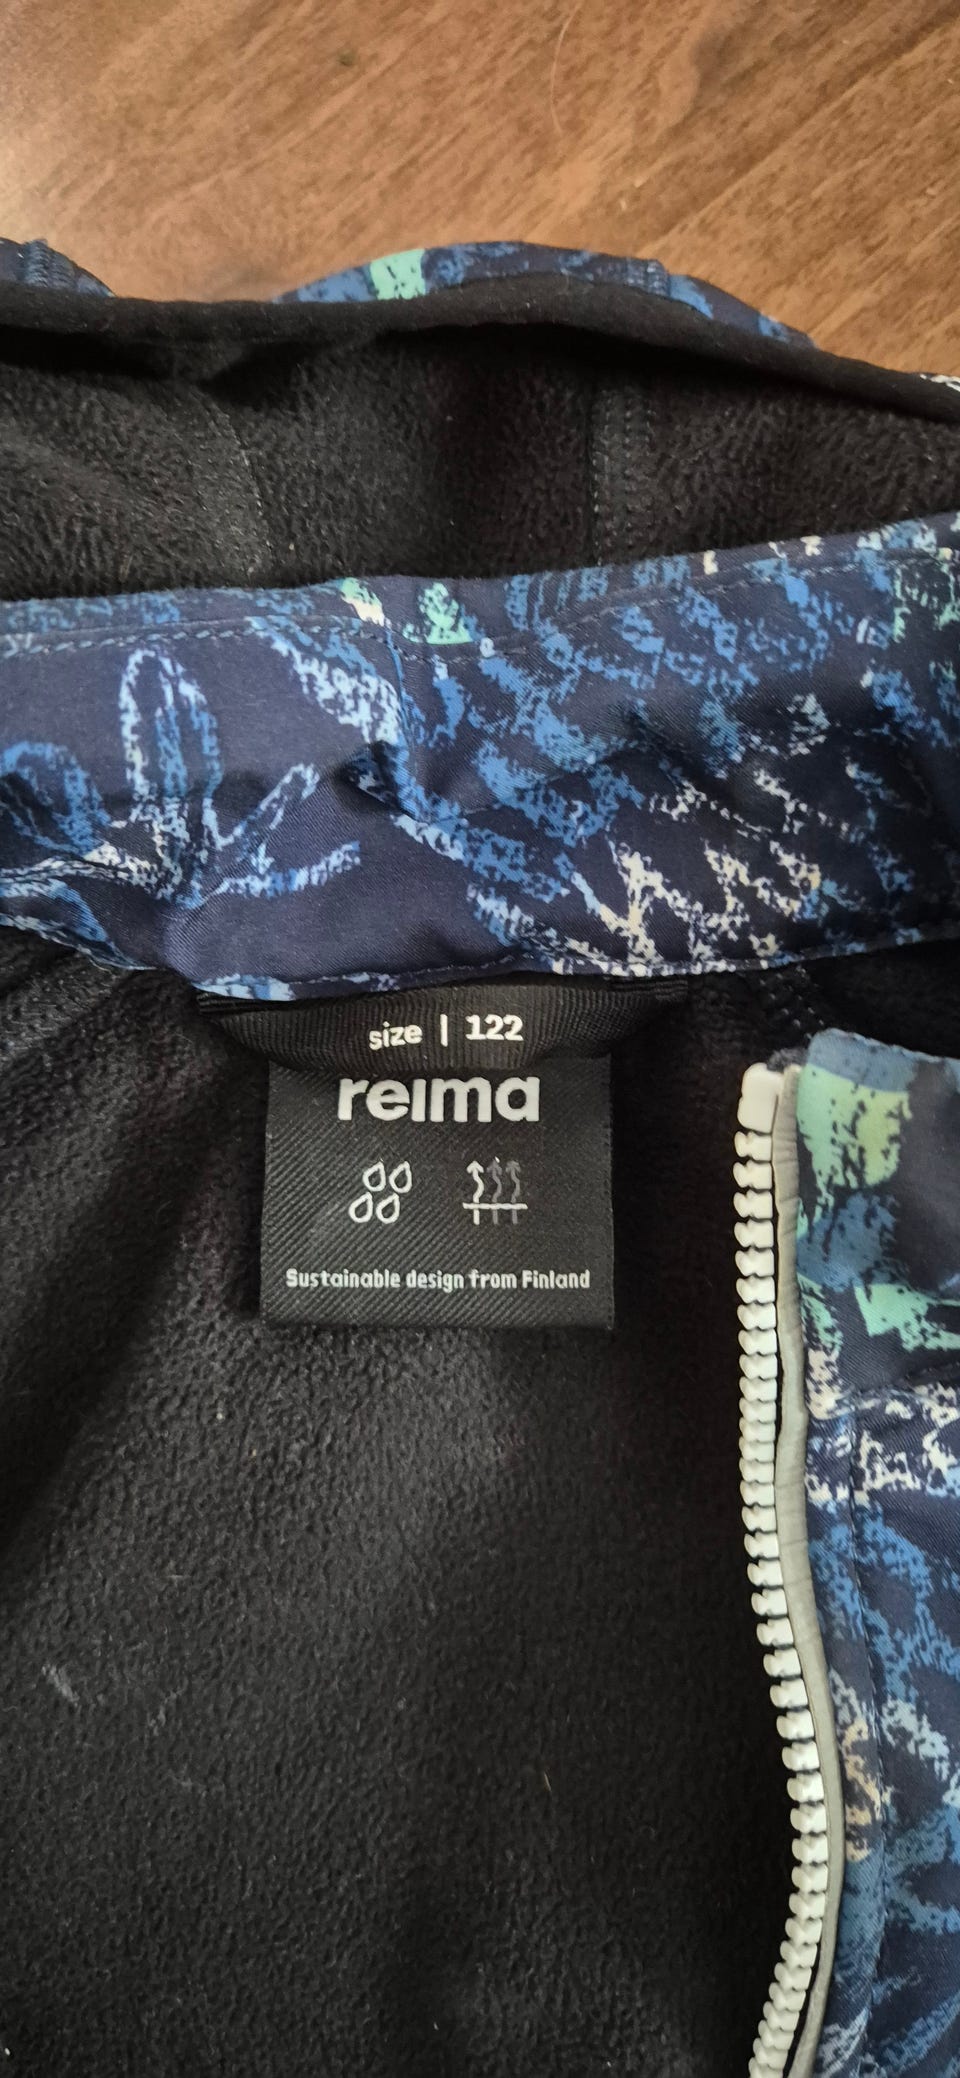 size | 122
reima
Sustainable design from Finland